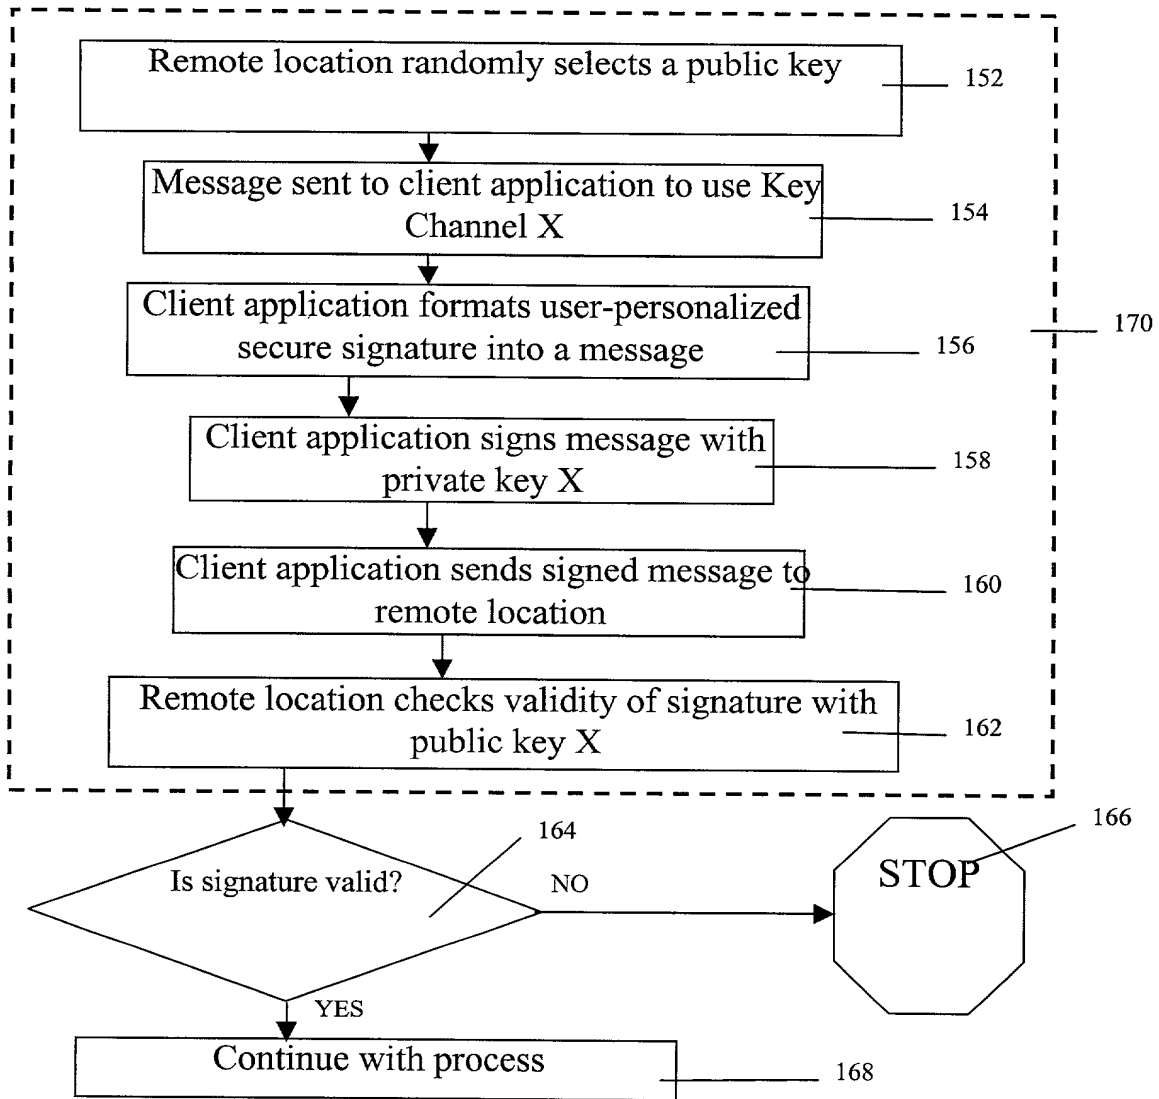 Remote location randomly selects a public key
152
Message sent to client application to use Key
Channel X
154
Client application formats user-personalized
secure signature into a message
156
170
Client application signs message with
private key X
158
Client application sends signed message to
remote location
160
Remote location checks validity of signature with
public key X
162
164
166
Is signature valid?
NO
STOP
YES
Continue with process
168